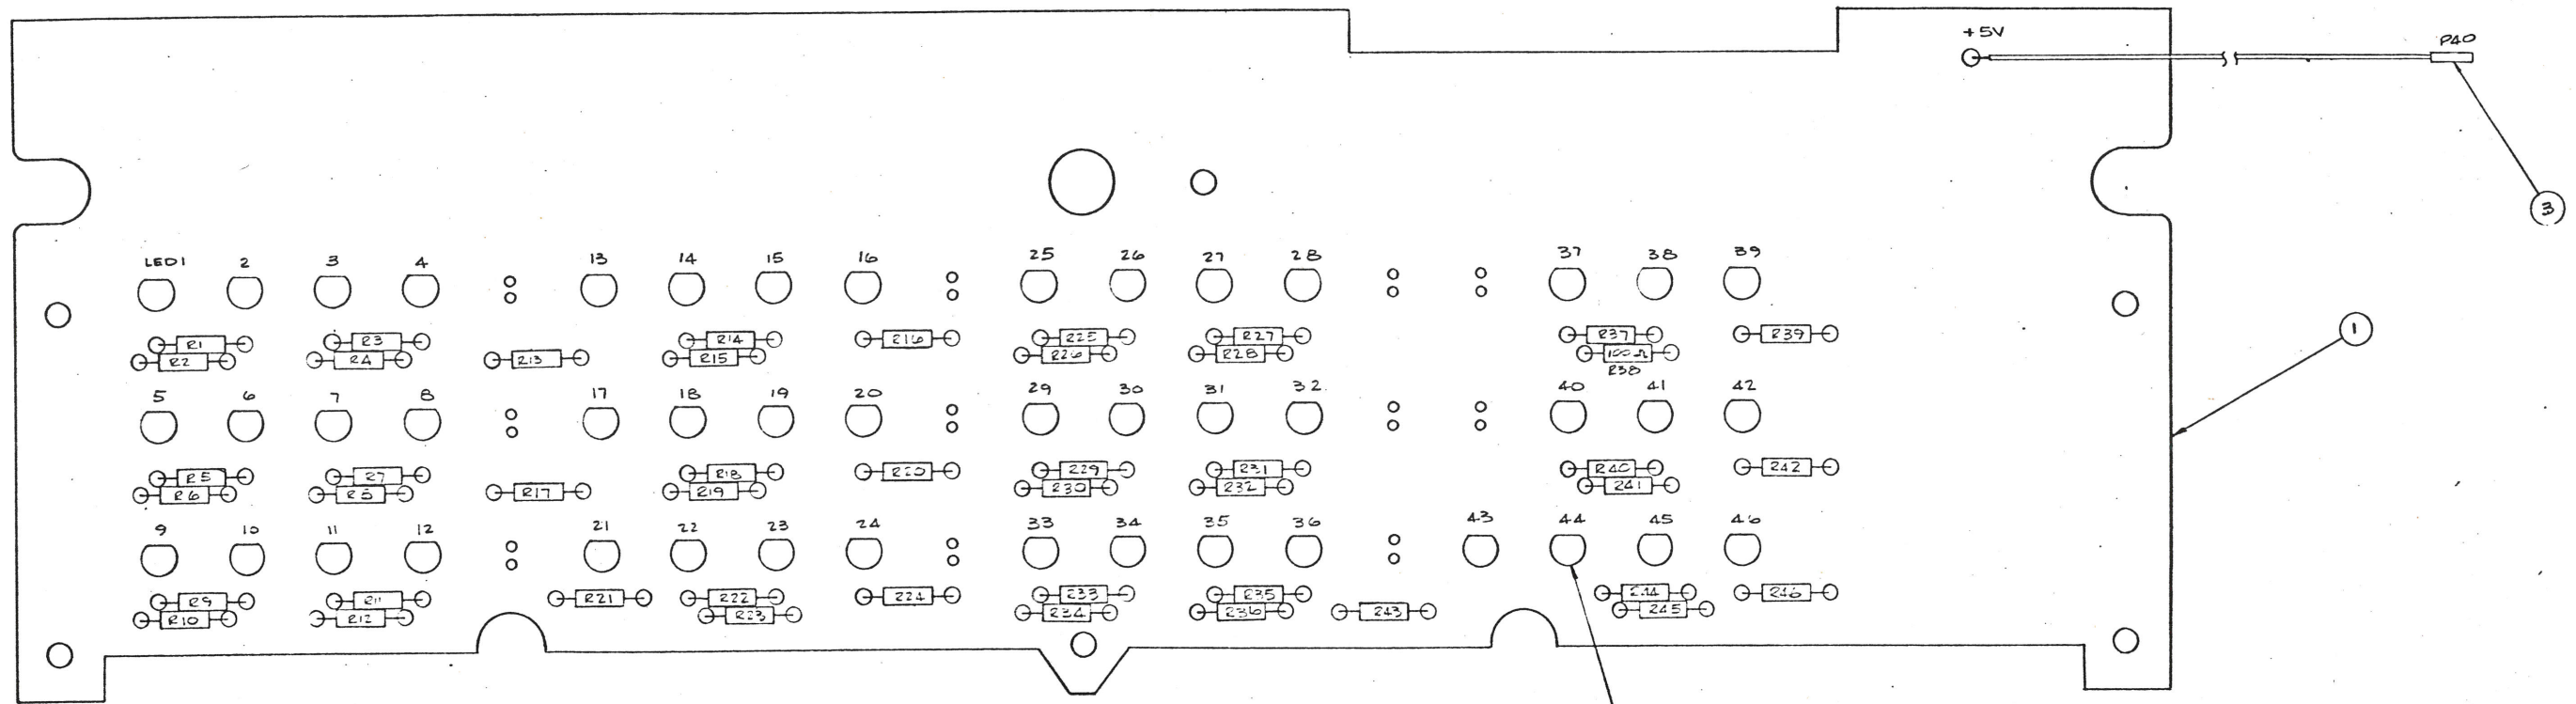 +5V
P40
3
LED1 2 3 4 13 14 15 16 25 26 27 28 37 38 39
1
R1 R3 R14 R16 R25 R27 R37 R39
R2 R4 R13 R15 R26 R28 100Ω
R38
5 6 7 8 17 18 19 20 29 30 31 32 40 41 42
R5 R7 R18 R20 R29 R31 R40 R42
R6 R8 R17 R19 R30 R32 R41
9 10 11 12 21 22 23 24 33 34 35 36 43 44 45 46
R9 R11 R21 R22 R24 R33 R35 R44 R46
R10 R12 R23 R34 R36 R43 R45